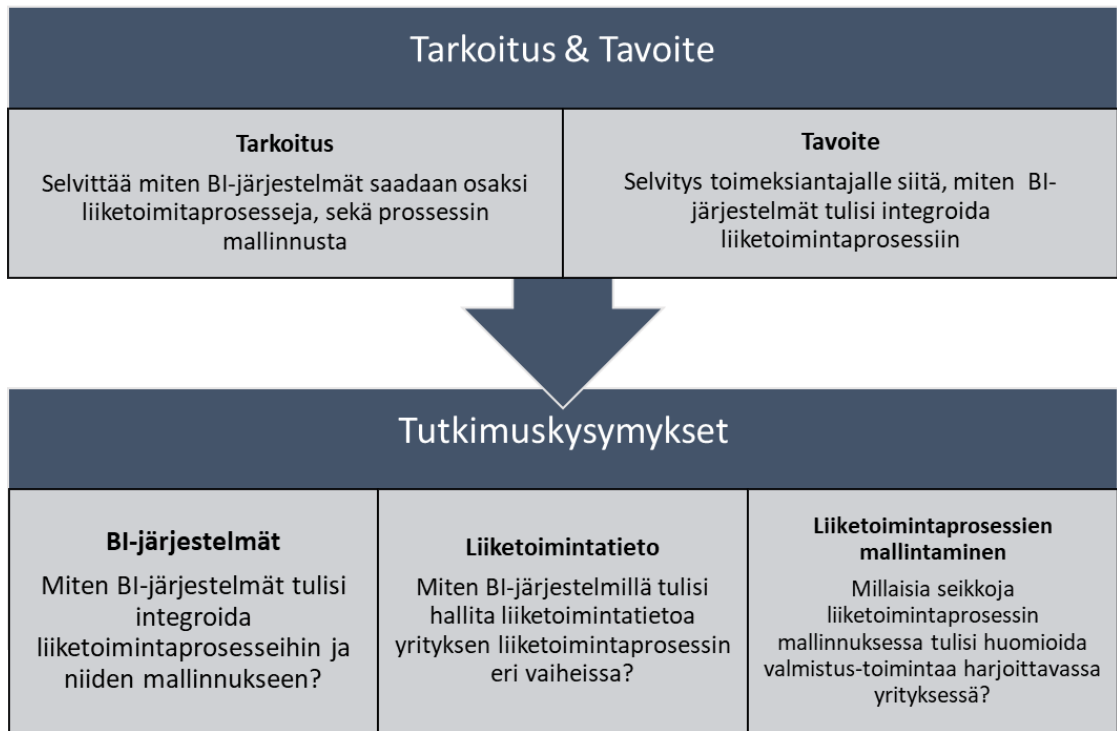 Tarkoitus & Tavoite
Tarkoitus
Selvittää miten BI-järjestelmät saadaan osaksi
liiketoimitaprosesseja, sekä prossessin
mallinnusta
Tavoite
Selvitys toimeksiantajalle siitä, miten BI-
järjestelmät tulisi integroida
liiketoimintaprosessiin
Tutkimuskysymykset
BI-järjestelmät
Miten BI-järjestelmät tulisi
integroida
liiketoimintaprosesseihin ja
niiden mallinnukseen?
Liiketoimintatieto
Miten BI-järjestelmillä tulisi
hallita liiketoimintatietoa
yrityksen liiketoimintaprosessin
eri vaiheissa?
Liiketoimintaprosessien
mallintaminen
Millaisia seikkoja
liiketoimintaprosessin
mallinnuksessa tulisi huomioida
valmistus-toimintaa harjoittavassa
yrityksessä?